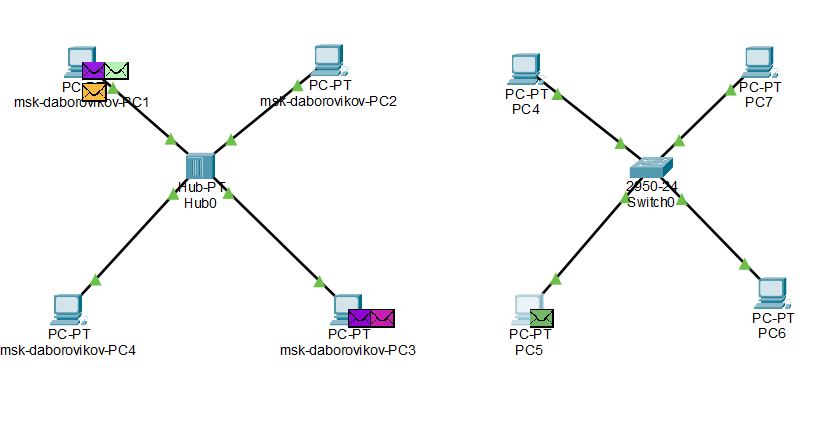 PC-PT
msk-daborovikov-PC1
PC-PT
msk-daborovikov-PC2
Hub-PT
Hub0
PC-PT
msk-daborovikov-PC4
PC-PT
msk-daborovikov-PC3
PC-PT
PC4
PC-PT
PC7
2950-24
Switch0
PC-PT
PC5
PC-PT
PC6